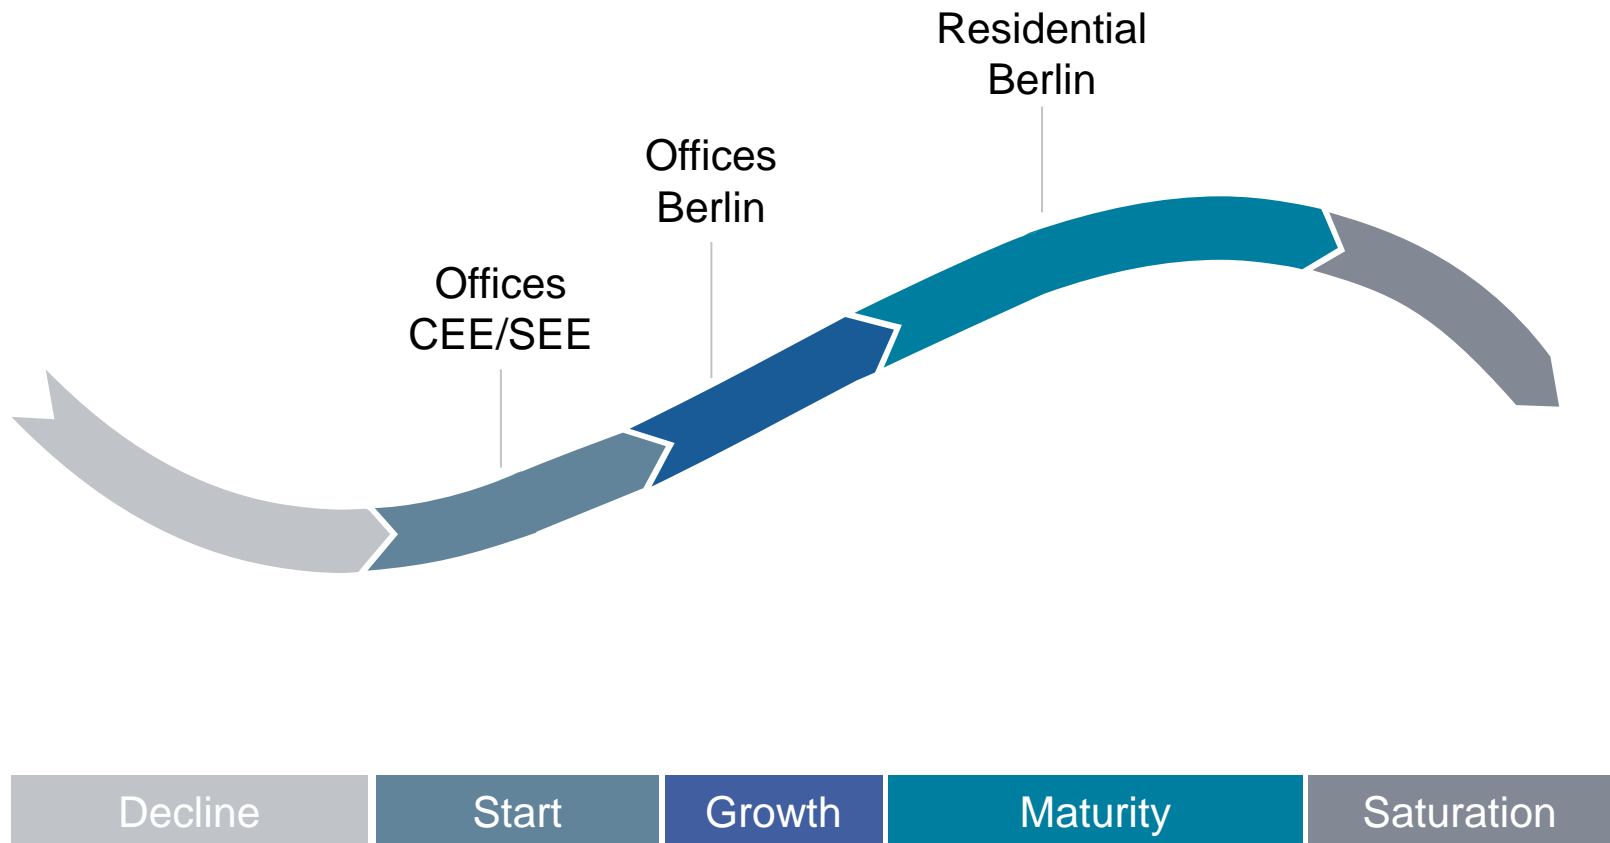 Residential
Berlin
Offices
Berlin
Offices
CEE/SEE
Decline
Start
Growth
Maturity
Saturation